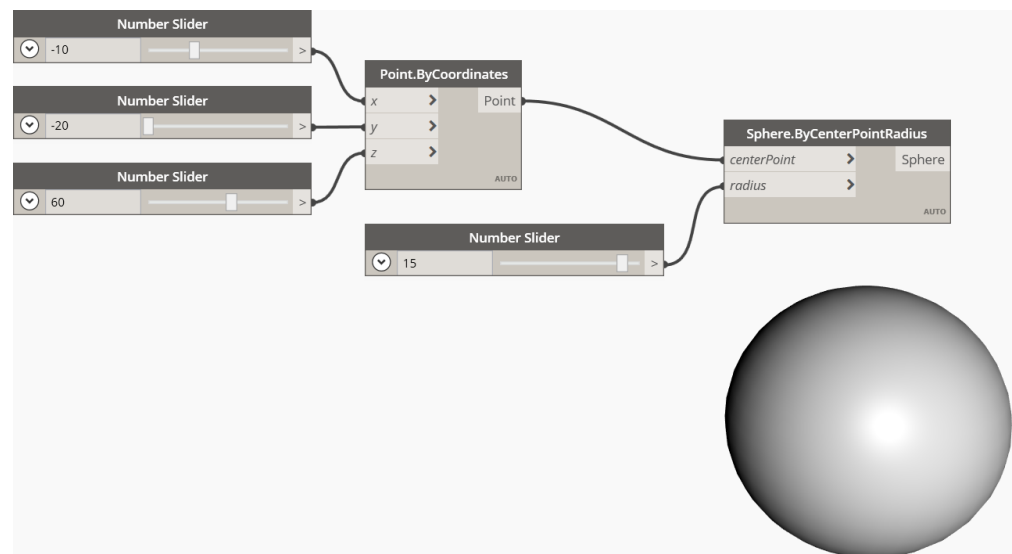 Number Slider
-10 >
Number Slider
-20 >
Number Slider
60 >
Point.ByCoordinates
x > Point
y >
z >
AUTO
Number Slider
15 >
Sphere.ByCenterPointRadius
centerPoint > Sphere
radius >
AUTO